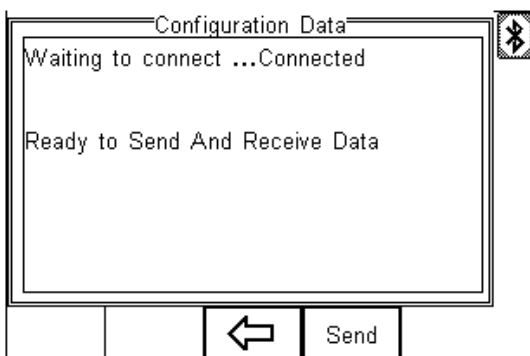 Configuration Data
Waiting to connect ...Connected
Ready to Send And Receive Data
Send